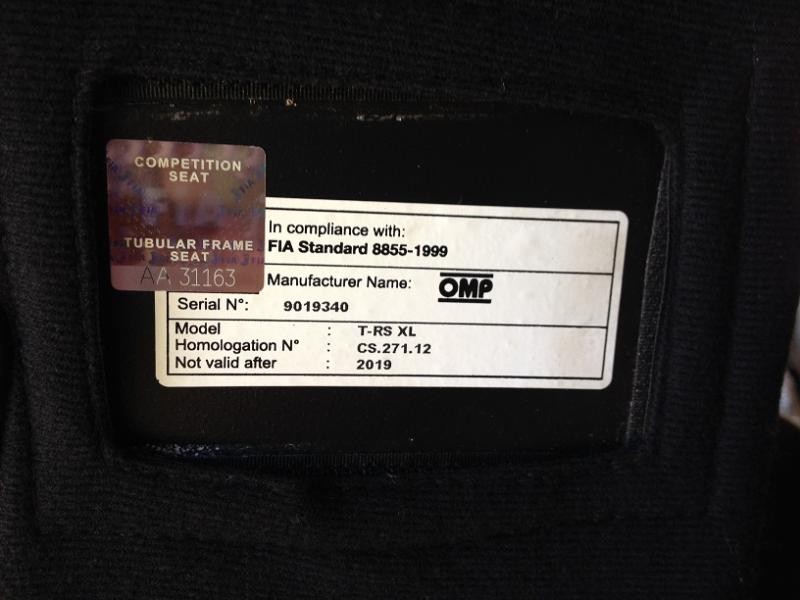 COMPETITION
SEAT
TUBULAR FRAME
SEAT
AA 31163
In compliance with:
FIA Standard 8855-1999
Manufacturer Name: OMP
Serial N°: 9019340
Model : T-RS XL
Homologation N° : CS.271.12
Not valid after : 2019